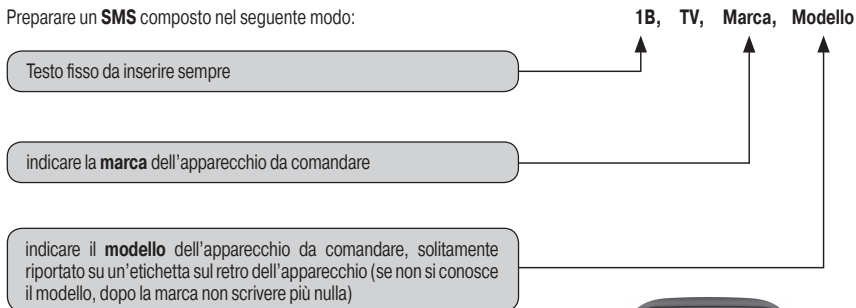 Preparare un SMS composto nel seguente modo:
1B, TV, Marca, Modello
Testo fisso da inserire sempre
indicare la marca dell'apparecchio da comandare
indicare il modello dell'apparecchio da comandare, solitamente
riportato su un'etichetta sul retro dell'apparecchio (se non si conosce
il modello, dopo la marca non scrivere più nulla)